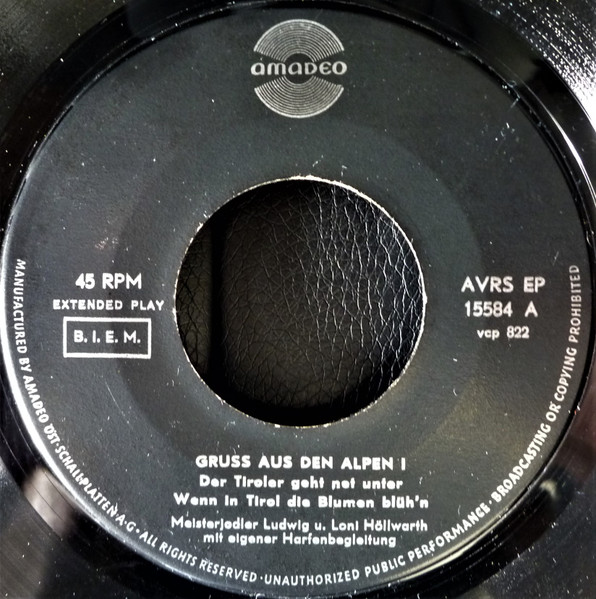 AMADEO
45 RPM
EXTENDED PLAY
B. I. E. M.
AVRS EP
15584 A
vcp 822
GRUSS AUS DEN ALPEN I
Der Tiroler geht net unter
Wenn in Tirol die Blumen blüh'n
Meisterjodler Ludwig u. Loni Höllwarth
mit eigener Harfenbegleitung
MANUFACTURED BY AMADEO ÖST. SCHALLPLATTEN A·G · ALL RIGHTS RESERVED · UNAUTHORIZED PUBLIC PERFORMANCE · BROADCASTING OR COPYING PROHIBITED